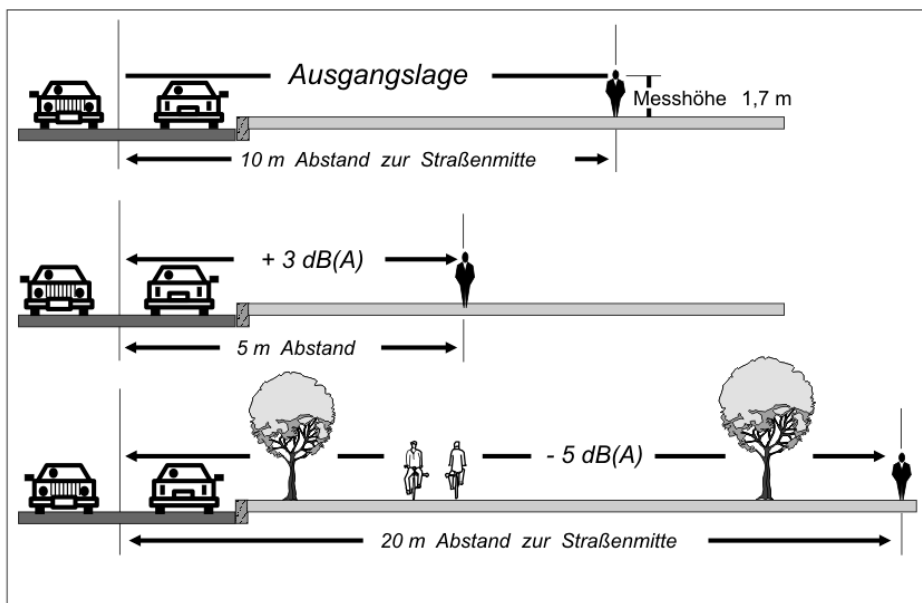 Ausgangslage
Messhöhe 1,7 m
10 m Abstand zur Straßenmitte
+ 3 dB(A)
5 m Abstand
- 5 dB(A)
20 m Abstand zur Straßenmitte